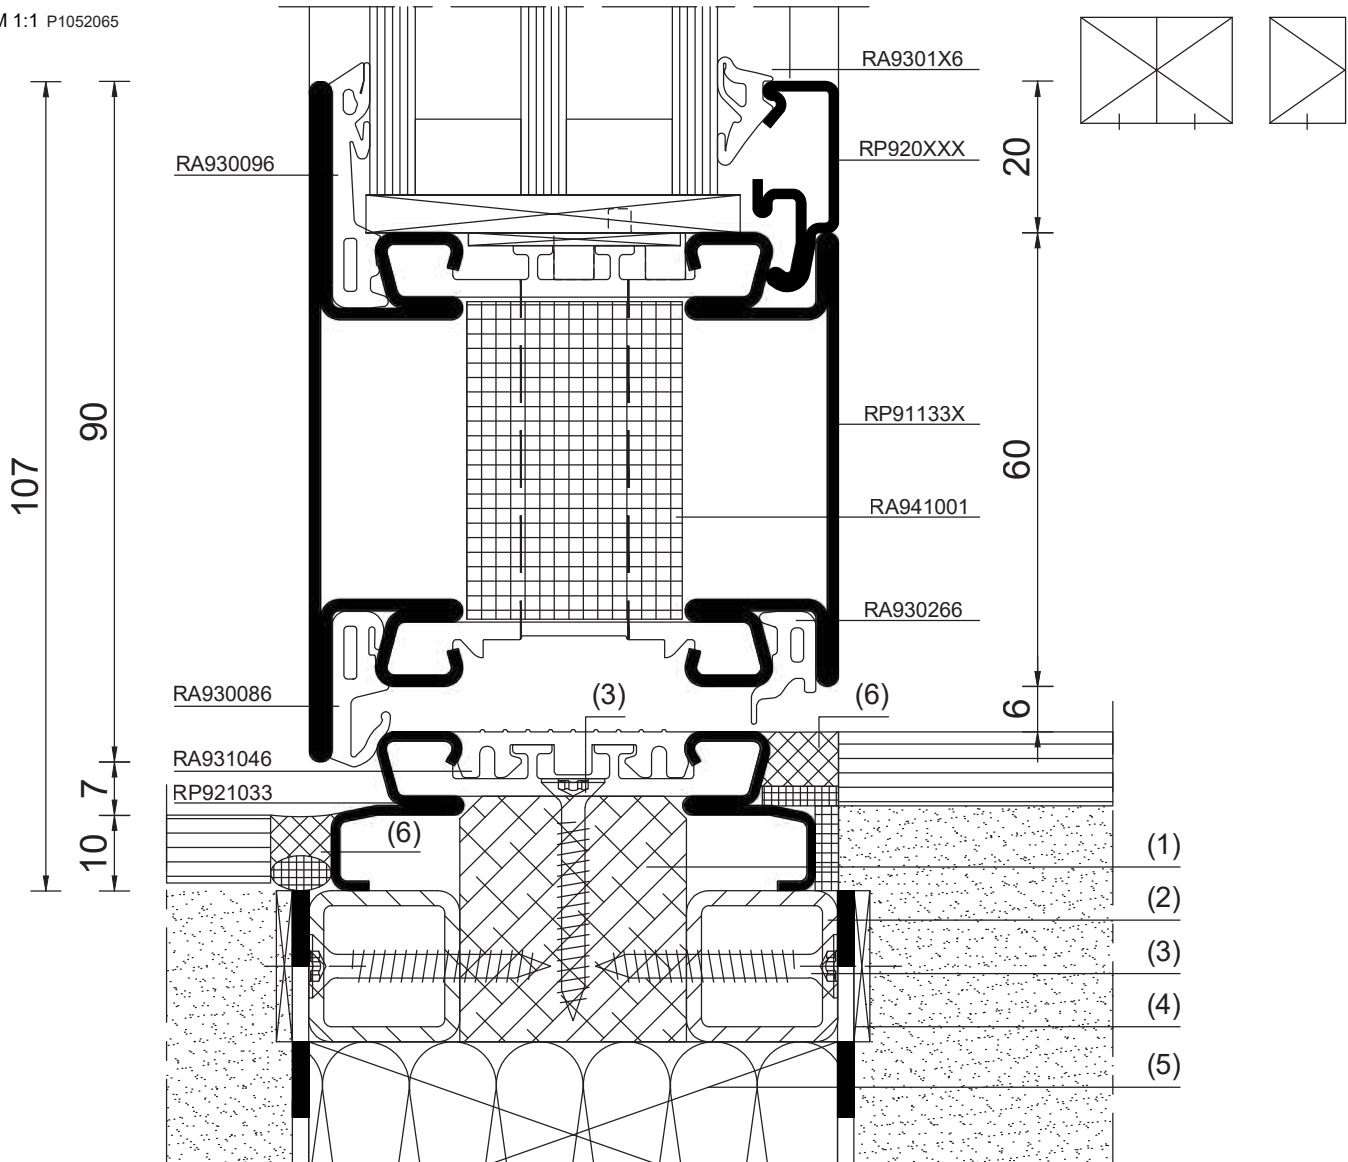 M 1:1 P1052065
RA9301X6
RP920XXX
RA930096
20
90
107
RP91133X
60
RA941001
RA930266
RA930086
(3)
(6)
6
RA931046
RP921033
7
10
(6)
(1)
(2)
(3)
(4)
(5)